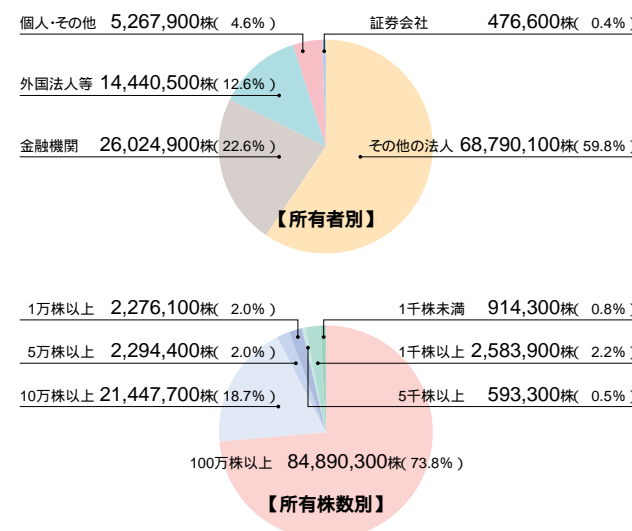 個人・その他 5,267,900株( 4.6% )
証券会社 476,600株( 0.4% )
外国法人等 14,440,500株( 12.6% )
金融機関 26,024,900株( 22.6% )
その他の法人 68,790,100株( 59.8% )
【所有者別】
1万株以上 2,276,100株( 2.0% )
1千株未満 914,300株( 0.8% )
5万株以上 2,294,400株( 2.0% )
1千株以上 2,583,900株( 2.2% )
10万株以上 21,447,700株( 18.7% )
5千株以上 593,300株( 0.5% )
100万株以上 84,890,300株( 73.8% )
【所有株数別】